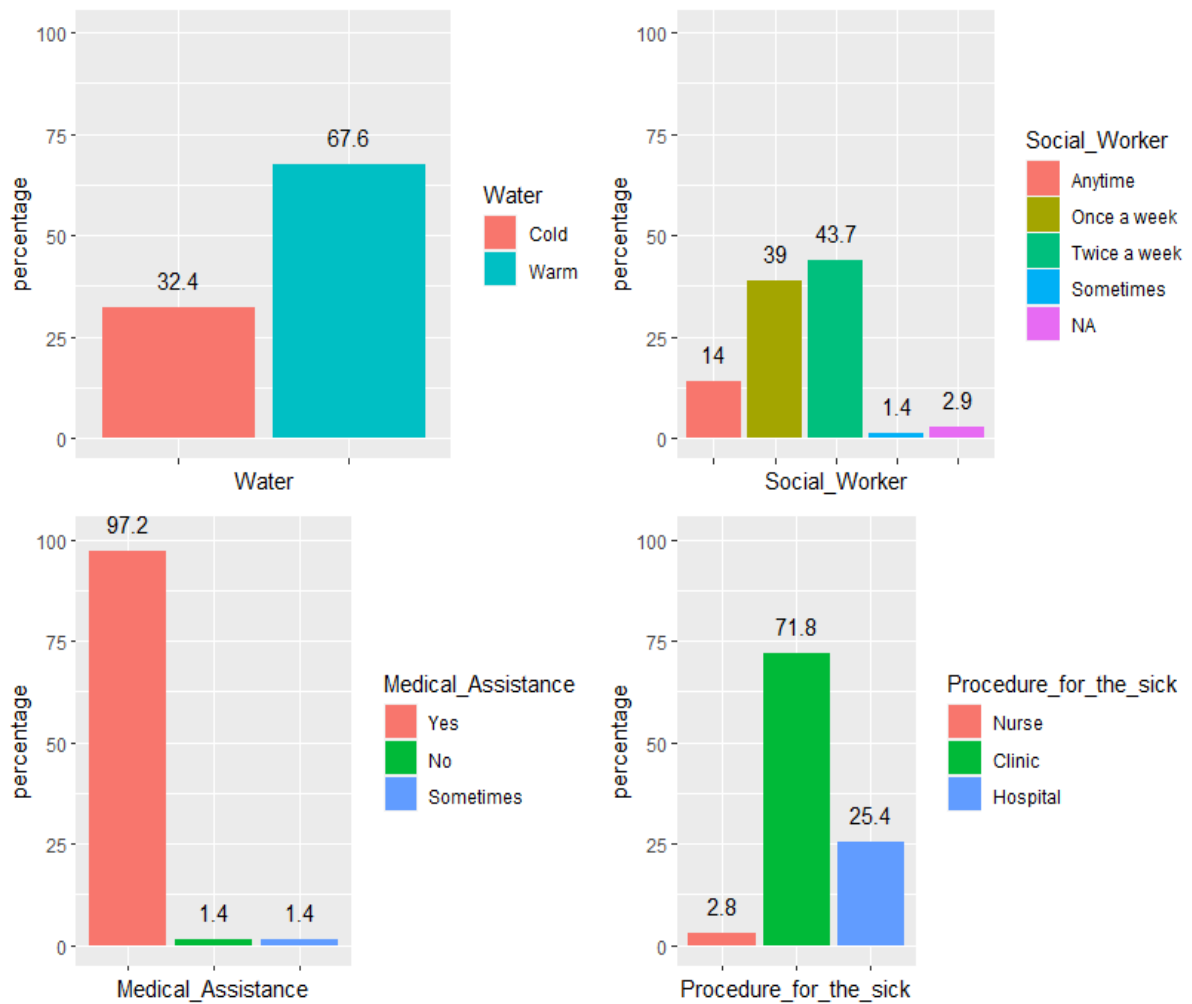 percentage
100
75
50
25
0
32.4
67.6
Water
Water
Cold
Warm
percentage
100
75
50
25
0
14
39
43.7
1.4
2.9
Social_Worker
Social_Worker
Anytime
Once a week
Twice a week
Sometimes
NA
percentage
100
75
50
25
0
97.2
1.4
1.4
Medical_Assistance
Medical_Assistance
Yes
No
Sometimes
percentage
100
75
50
25
0
2.8
71.8
25.4
Procedure_for_the_sick
Procedure_for_the_sick
Nurse
Clinic
Hospital